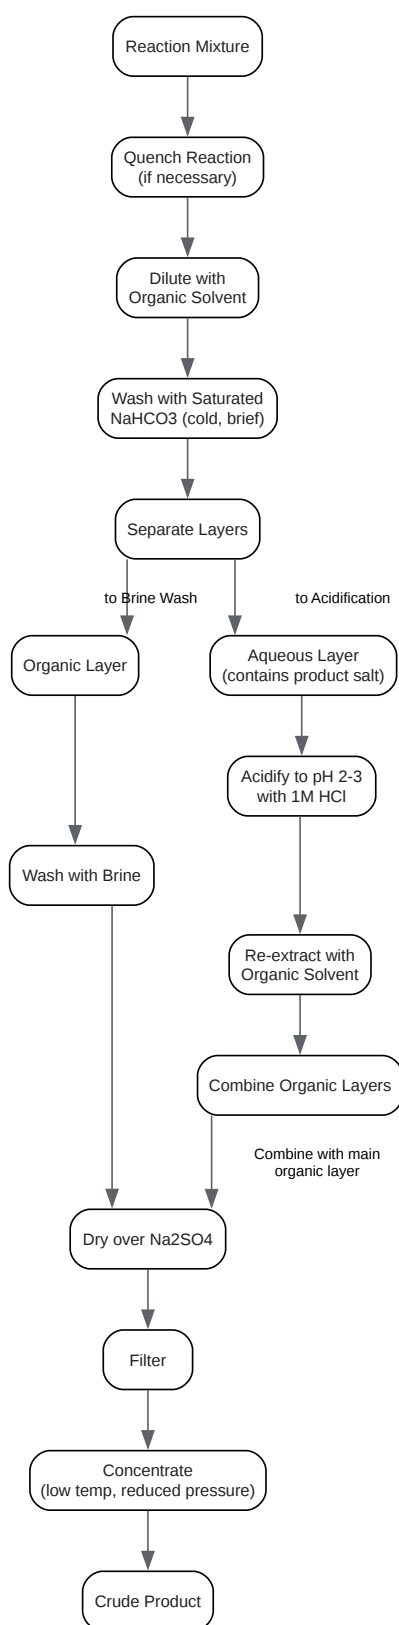 Reaction Mixture
Quench Reaction
(if necessary)
Dilute with
Organic Solvent
Wash with Saturated
NaHCO3 (cold, brief)
Separate Layers
to Brine Wash
to Acidification
Organic Layer
Aqueous Layer
(contains product salt)
Acidify to pH 2-3
with 1M HCl
Wash with Brine
Re-extract with
Organic Solvent
Combine Organic Layers
Combine with main
organic layer
Dry over Na2SO4
Filter
Concentrate
(low temp, reduced pressure)
Crude Product